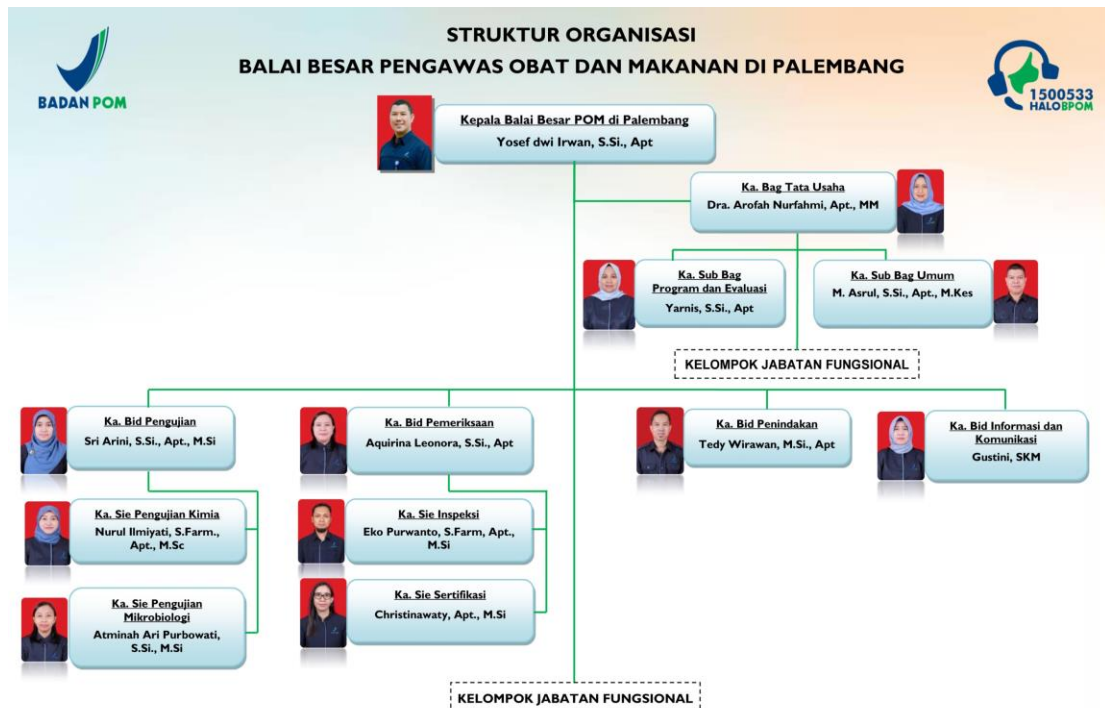 STRUKTUR ORGANISASI
BALAI BESAR PENGAWAS OBAT DAN MAKANAN DI PALEMBANG
BADAN POM
1500533
HALOBPOM
Kepala Balai Besar POM di Palembang
Yosef dwi Irwan, S.Si., Apt
Ka. Bag Tata Usaha
Dra. Arofah Nurfahmi, Apt., MM
Ka. Sub Bag
Program dan Evaluasi
Yarnis, S.Si., Apt
Ka. Sub Bag Umum
M. Asrul, S.Si., Apt., M.Kes
KELOMPOK JABATAN FUNGSIONAL
Ka. Bid Pengujian
Sri Arini, S.Si., Apt., M.Si
Ka. Bid Pemeriksaan
Aquirina Leonora, S.Si., Apt
Ka. Bid Penindakan
Tedy Wirawan, M.Si., Apt
Ka. Bid Informasi dan
Komunikasi
Gustini, SKM
Ka. Sie Pengujian Kimia
Nurul Ilmiyati, S.Farm.,
Apt., M.Sc
Ka. Sie Inspeksi
Eko Purwanto, S.Farm, Apt.,
M.Si
Ka. Sie Pengujian
Mikrobiologi
Atminah Ari Purbowati,
S.Si., M.Si
Ka. Sie Sertifikasi
Christinawaty, Apt., M.Si
KELOMPOK JABATAN FUNGSIONAL